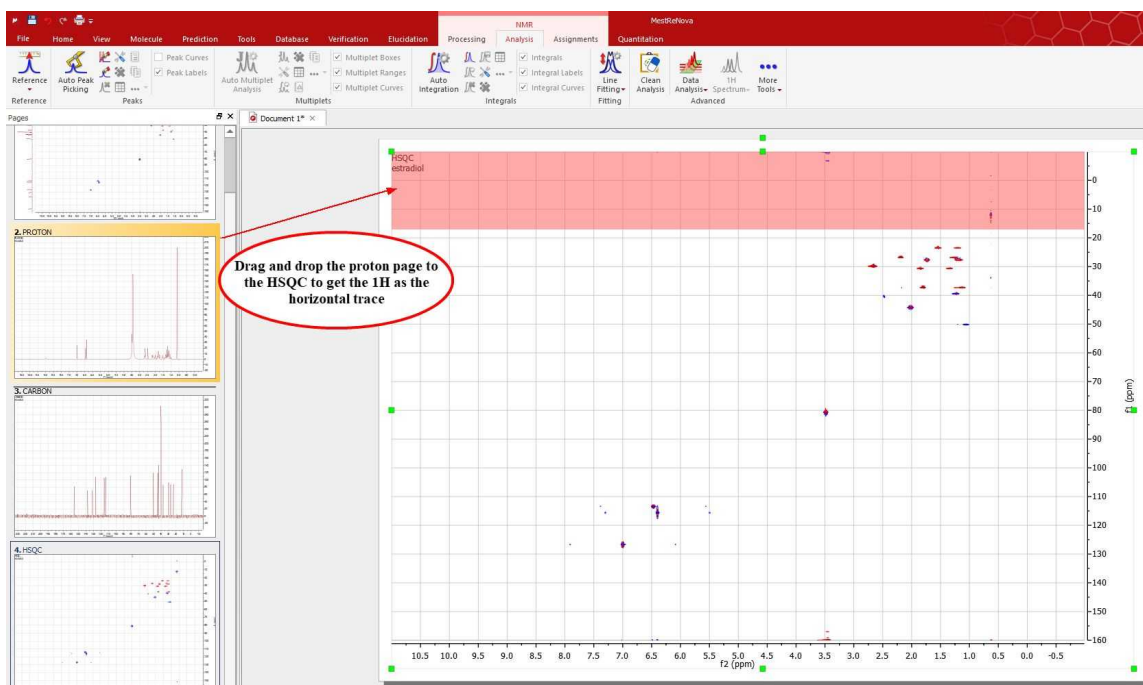 NMR
MestReNova
File Home View Molecule Prediction Tools Database Verification Elucidation Processing Analysis Assignments Quantitation
Peak Curves
Peak Labels
Multiplet Boxes
Multiplet Ranges
Multiplet Curves
Integrals
Integral Labels
Integral Curves
Reference
Auto Peak Picking
Auto Multiplet Analysis
Auto Integration
Line Fitting
Clean Analysis
Data Analysis
Spectrum
1H
More Tools
Reference Peaks Multiplets Integrals Fitting Advanced
Pages
Document 1*
HSQC
estradiol
2. PROTON
Drag and drop the proton page to
the HSQC to get the 1H as the
horizontal trace
3. CARBON
4. HSQC
0
10
20
30
40
50
60
70
80
90
100
110
120
130
140
150
160
f1 (ppm)
10.5 10.0 9.5 9.0 8.5 8.0 7.5 7.0 6.5 6.0 5.5 5.0 4.5 4.0 3.5 3.0 2.5 2.0 1.5 1.0 0.5 0.0 -0.5
f2 (ppm)